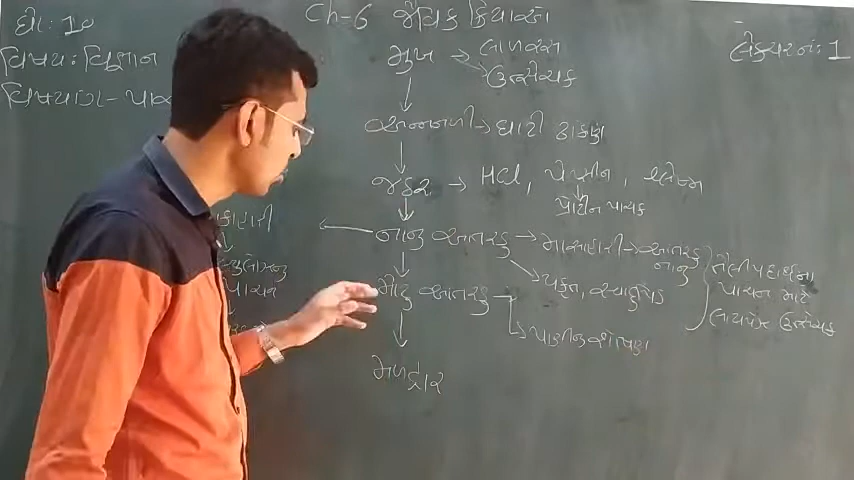 ધો: 10
Ch-6 જૈવિક ક્રિયાઓ
વિષય: વિજ્ઞાન
લેક્ચર નં: 1
મુખ → લાળરસ
→ ઉત્સેચક
અન્નનળી → ઘાટી ઢાંકણ
જઠર → HCl, પેપ્સીન, શ્લેષ્મ
પ્રોટીન પાચક
નાનુ આંતરડુ → માંસાહારી → આંતરડુ
નાનુ
→ યકૃત, સ્વાદુપિંડ
મોટુ આંતરડુ
→ પાણીનુ શોષણ
મળદ્વાર
તૈલી પદાર્થના
પાચન માટે
લાયપેઝ ઉત્સેચક
પાચન